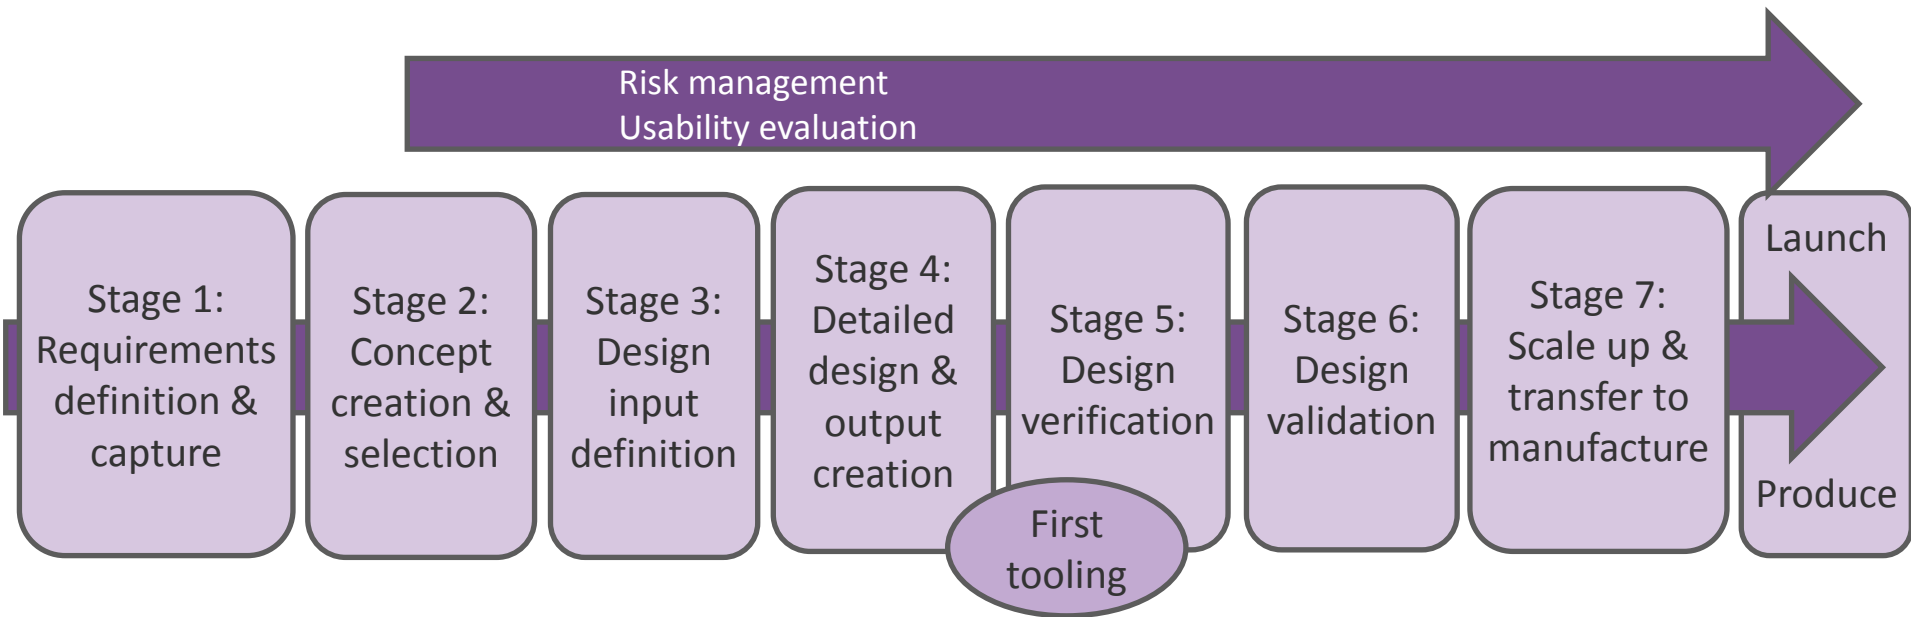 Risk management
Usability evaluation
Stage 1:
Requirements
definition &
capture
Stage 2:
Concept
creation &
selection
Stage 3:
Design
input
definition
Stage 4:
Detailed
design &
output
creation
Stage 5:
Design
verification
First
tooling
Stage 6:
Design
validation
Stage 7:
Scale up &
transfer to
manufacture
Launch
Produce